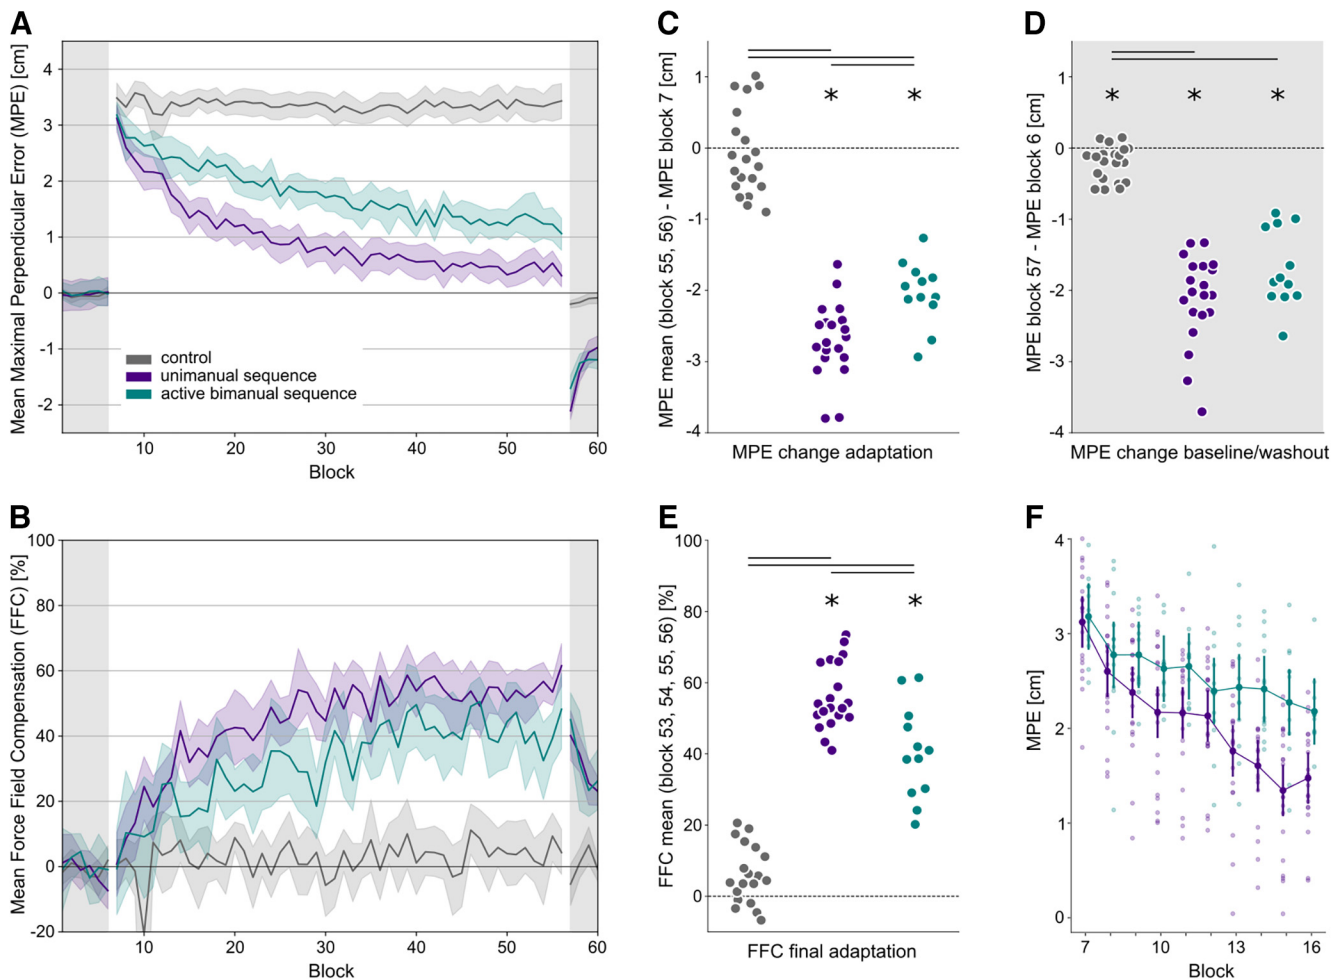 A
Mean Maximal Perpendicular Error (MPE) [cm]
4
3
2
1
0
-1
-2
control
unimanual sequence
active bimanual sequence
10
20
30
40
50
60
Block
C
MPE mean (block 55, 56) - MPE block 7 [cm]
1
0
-1
-2
-3
-4
* *
MPE change adaptation
D
MPE block 57 - MPE block 6 [cm]
1
0
-1
-2
-3
-4
* * *
MPE change baseline/washout
B
Mean Force Field Compensation (FFC) [%]
100
80
60
40
20
0
-20
10
20
30
40
50
60
Block
E
FFC mean (block 53, 54, 55, 56) [%]
100
80
60
40
20
0
* *
FFC final adaptation
F
MPE [cm]
4
3
2
1
0
7
10
13
16
Block